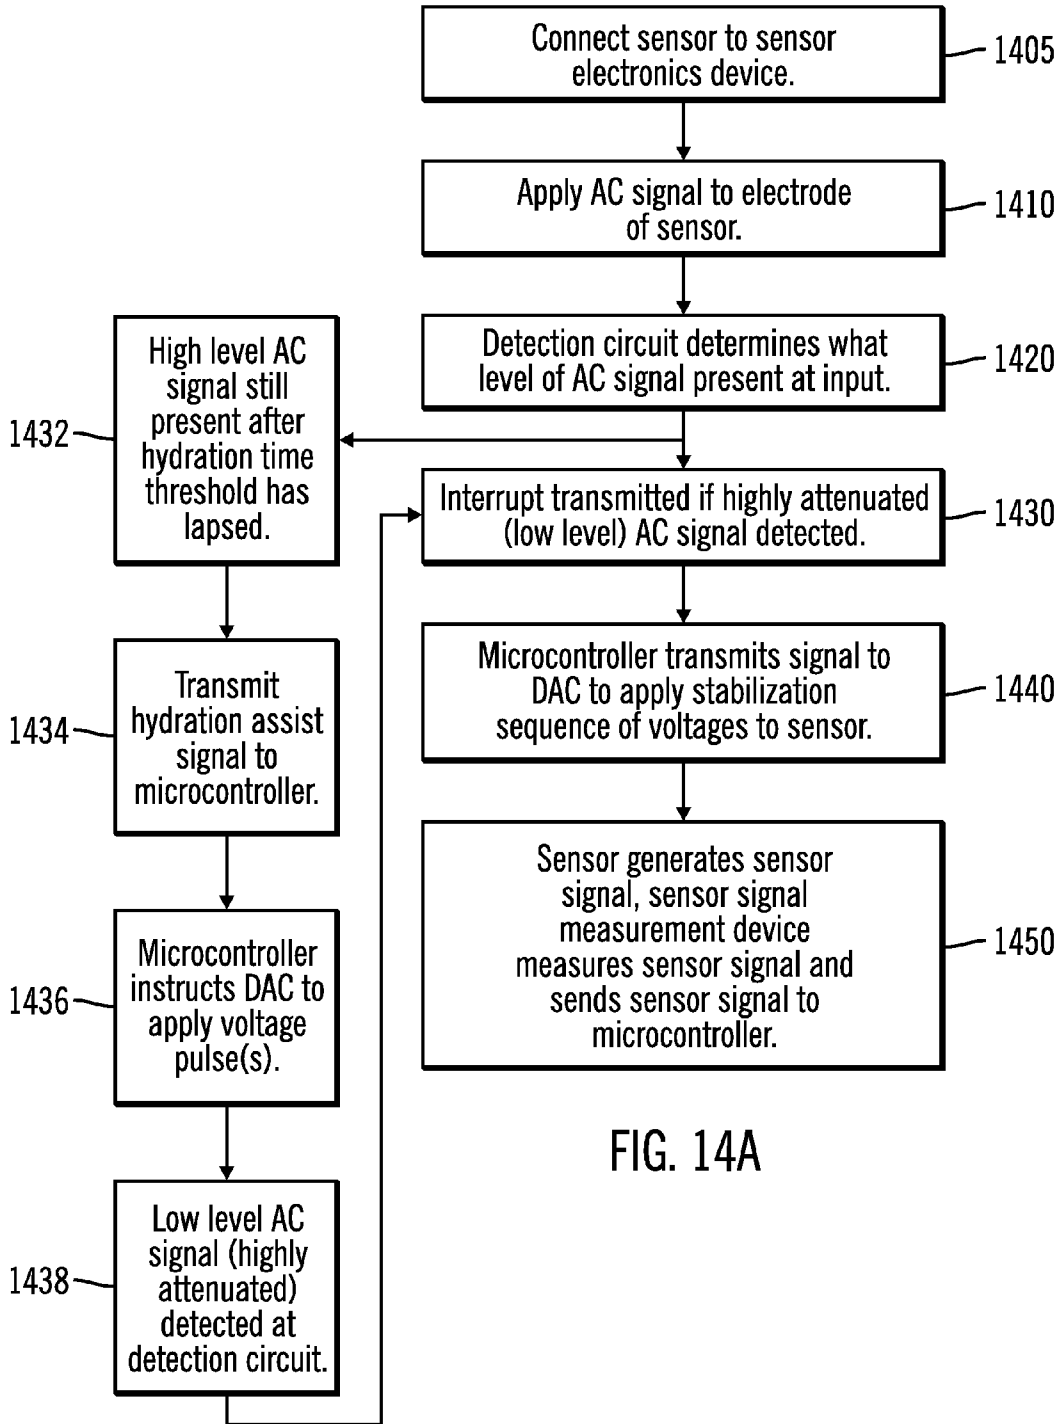 Connect sensor to sensor
electronics device.
1405
Apply AC signal to electrode
of sensor.
1410
Detection circuit determines what
level of AC signal present at input.
1420
High level AC
signal still
present after
hydration time
threshold has
lapsed.
1432
Interrupt transmitted if highly attenuated
(low level) AC signal detected.
1430
Transmit
hydration assist
signal to
microcontroller.
1434
Microcontroller transmits signal to
DAC to apply stabilization
sequence of voltages to sensor.
1440
Microcontroller
instructs DAC to
apply voltage
pulse(s).
1436
Sensor generates sensor
signal, sensor signal
measurement device
measures sensor signal and
sends sensor signal to
microcontroller.
1450
Low level AC
signal (highly
attenuated)
detected at
detection circuit.
1438
FIG. 14A